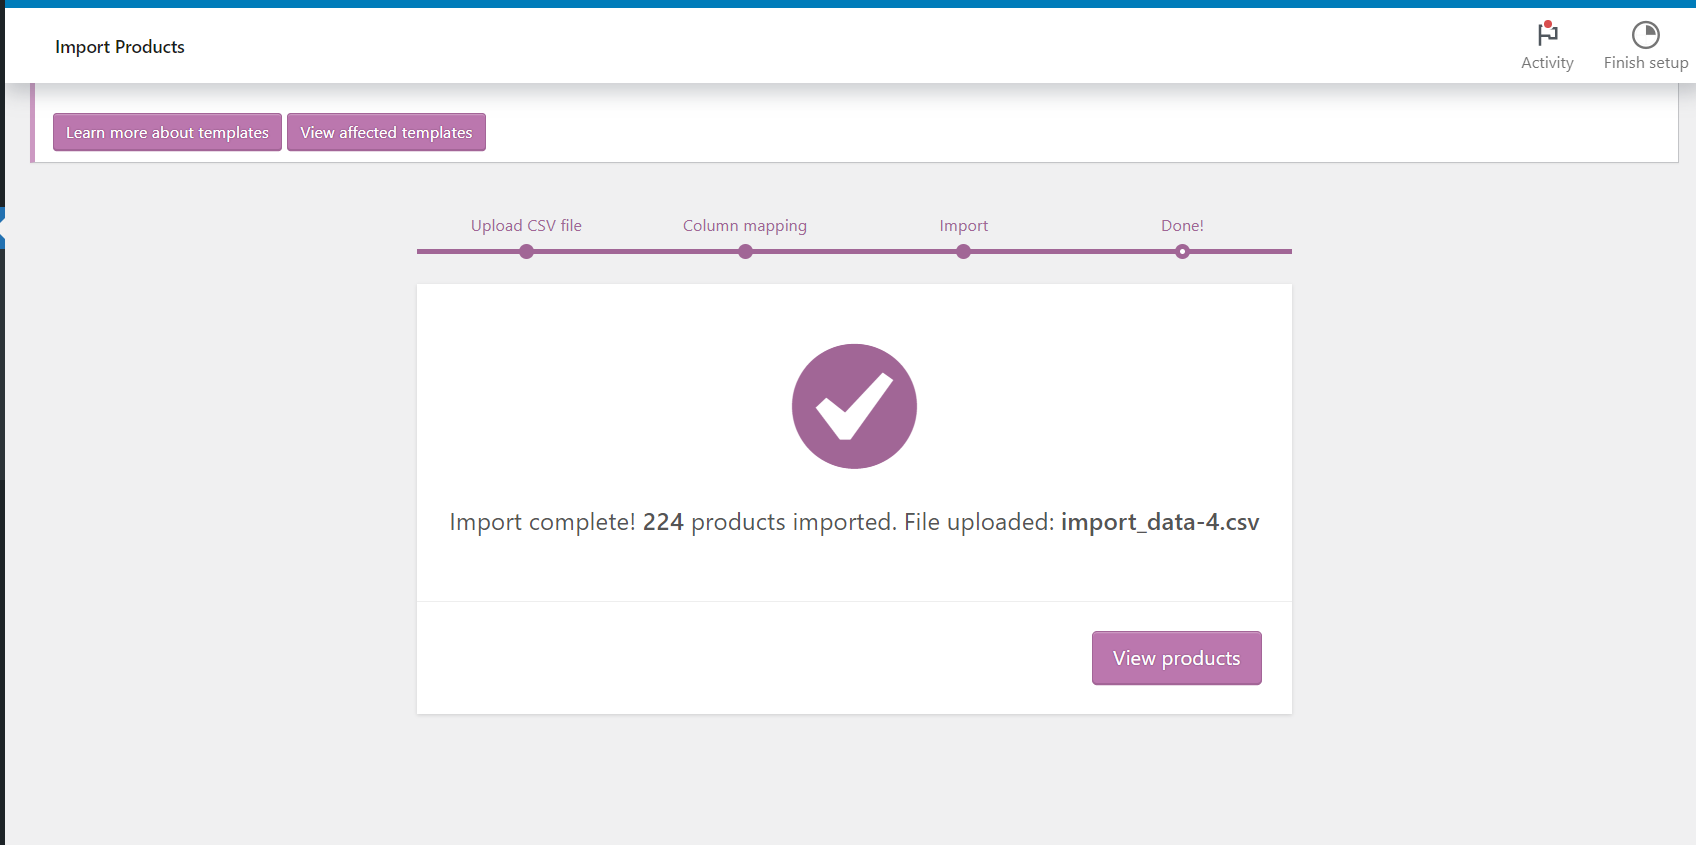 Import Products
Activity
Finish setup
Learn more about templates
View affected templates
Upload CSV file
Column mapping
Import
Done!
Import complete! 224 products imported. File uploaded: import_data-4.csv
View products